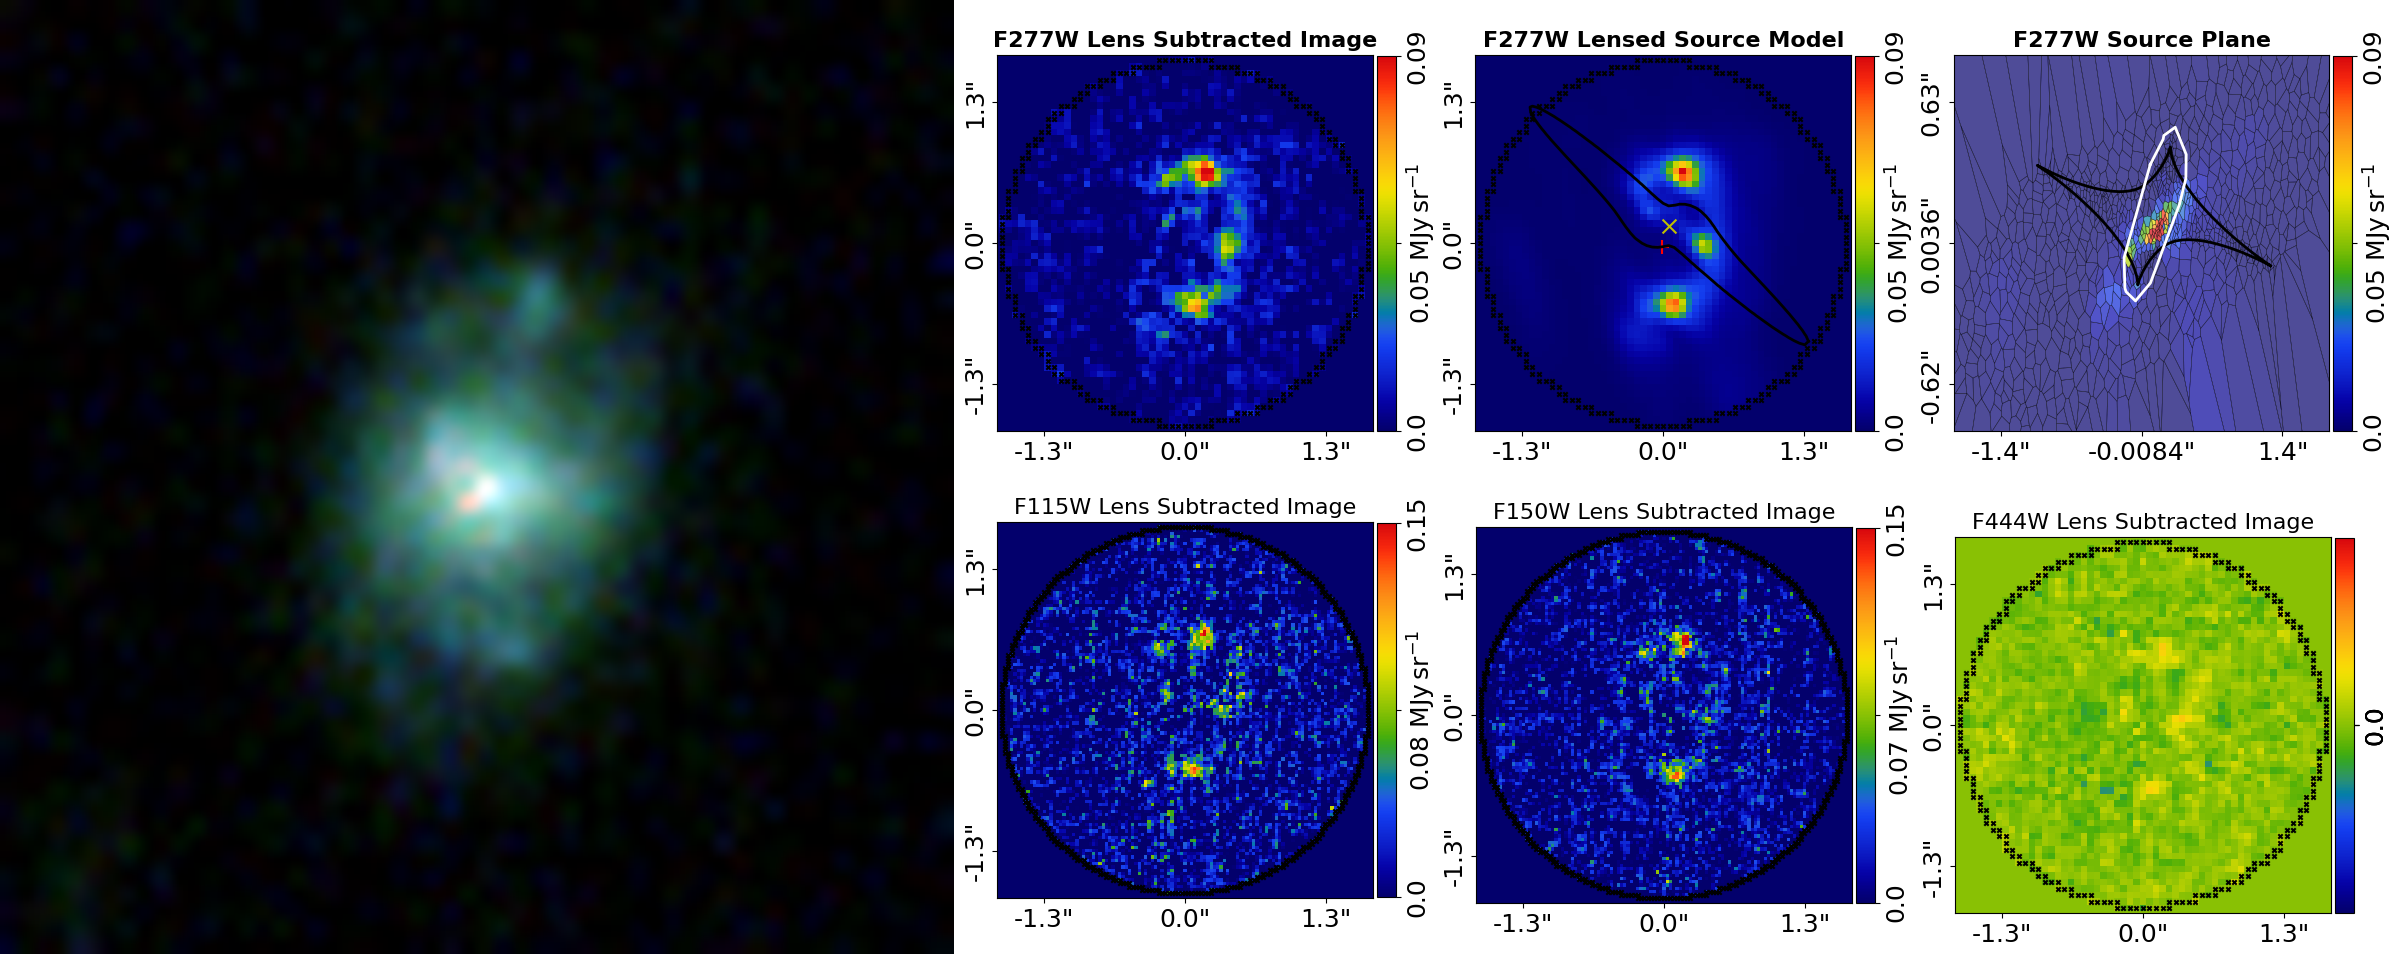 F277W Lens Subtracted Image
1.3"
0.0"
-1.3"
-1.3" 0.0" 1.3"
0.09
0.05 MJy sr⁻¹
0.0
F277W Lensed Source Model
1.3"
0.0"
-1.3"
-1.3" 0.0" 1.3"
0.09
0.05 MJy sr⁻¹
0.0
F277W Source Plane
0.63"
0.0036"
-0.62"
-1.4" -0.0084" 1.4"
0.09
0.05 MJy sr⁻¹
0.0
F115W Lens Subtracted Image
1.3"
0.0"
-1.3"
-1.3" 0.0" 1.3"
0.15
0.08 MJy sr⁻¹
0.0
F150W Lens Subtracted Image
1.3"
0.0"
-1.3"
-1.3" 0.0" 1.3"
0.15
0.07 MJy sr⁻¹
0.0
F444W Lens Subtracted Image
1.3"
0.0"
-1.3"
-1.3" 0.0" 1.3"
0.0